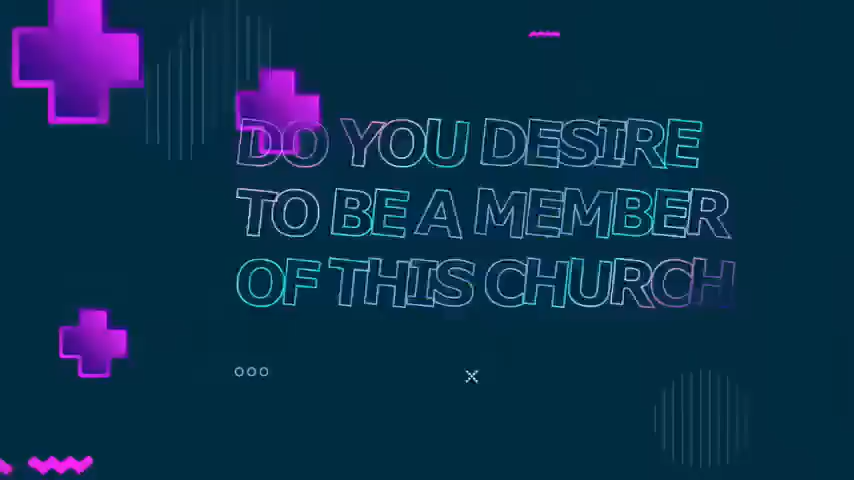 DO YOU DESIRE
TO BE A MEMBER
OF THIS CHURCH